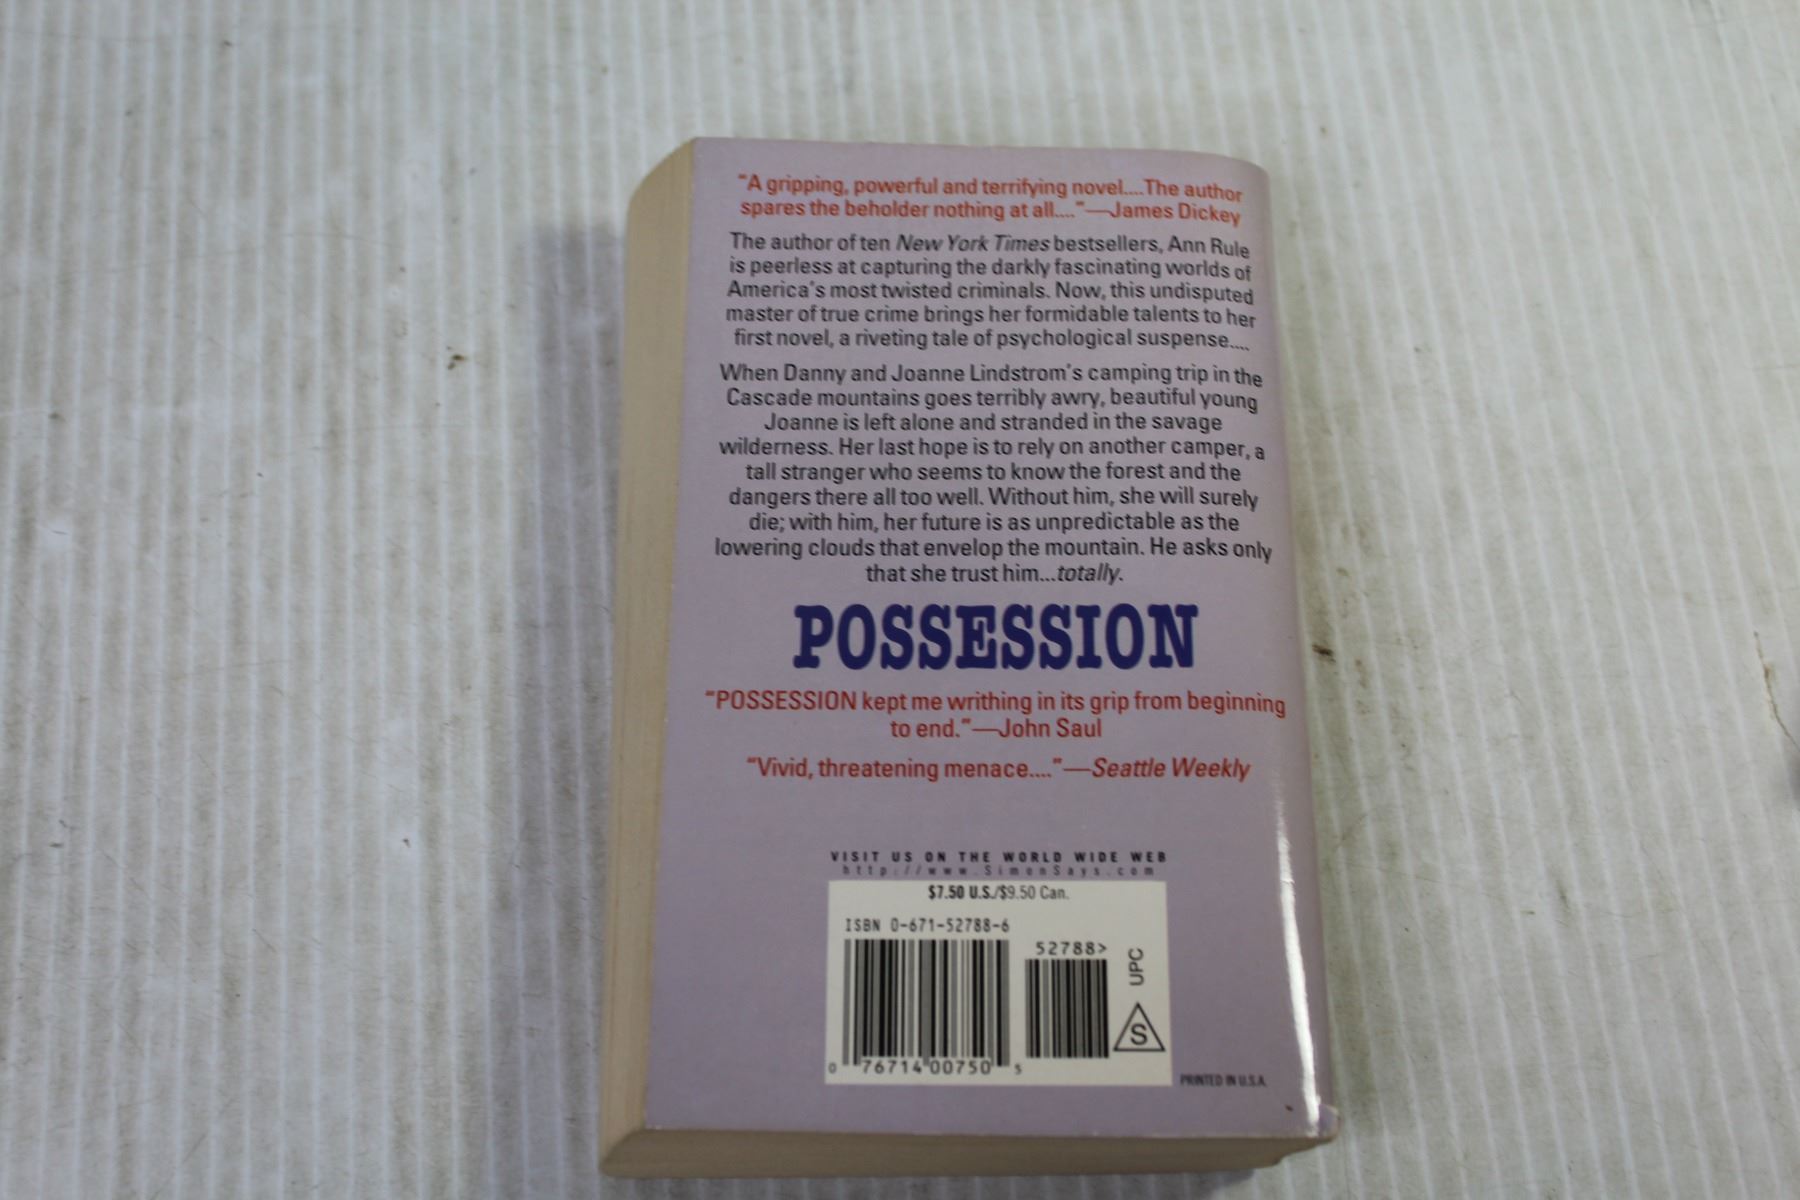 "A gripping, powerful and terrifying novel....The author
spares the beholder nothing at all...."—James Dickey
The author of ten New York Times bestsellers, Ann Rule
is peerless at capturing the darkly fascinating worlds of
America's most twisted criminals. Now, this undisputed
master of true crime brings her formidable talents to her
first novel, a riveting tale of psychological suspense....
When Danny and Joanne Lindstrom's camping trip in the
Cascade mountains goes terribly awry, beautiful young
Joanne is left alone and stranded in the savage
wilderness. Her last hope is to rely on another camper, a
tall stranger who seems to know the forest and the
dangers there all too well. Without him, she will surely
die; with him, her future is as unpredictable as the
lowering clouds that envelop the mountain. He asks only
that she trust him...totally.
POSSESSION
"POSSESSION kept me writhing in its grip from beginning
to end."—John Saul
"Vivid, threatening menace...."—Seattle Weekly
VISIT US ON THE WORLD WIDE WEB
http://www.SimonSays.com
$7.50 U.S./$9.50 Can.
ISBN 0-671-52788-6
52788>
UPC
S
0 76714 00750 5
PRINTED IN U.S.A.